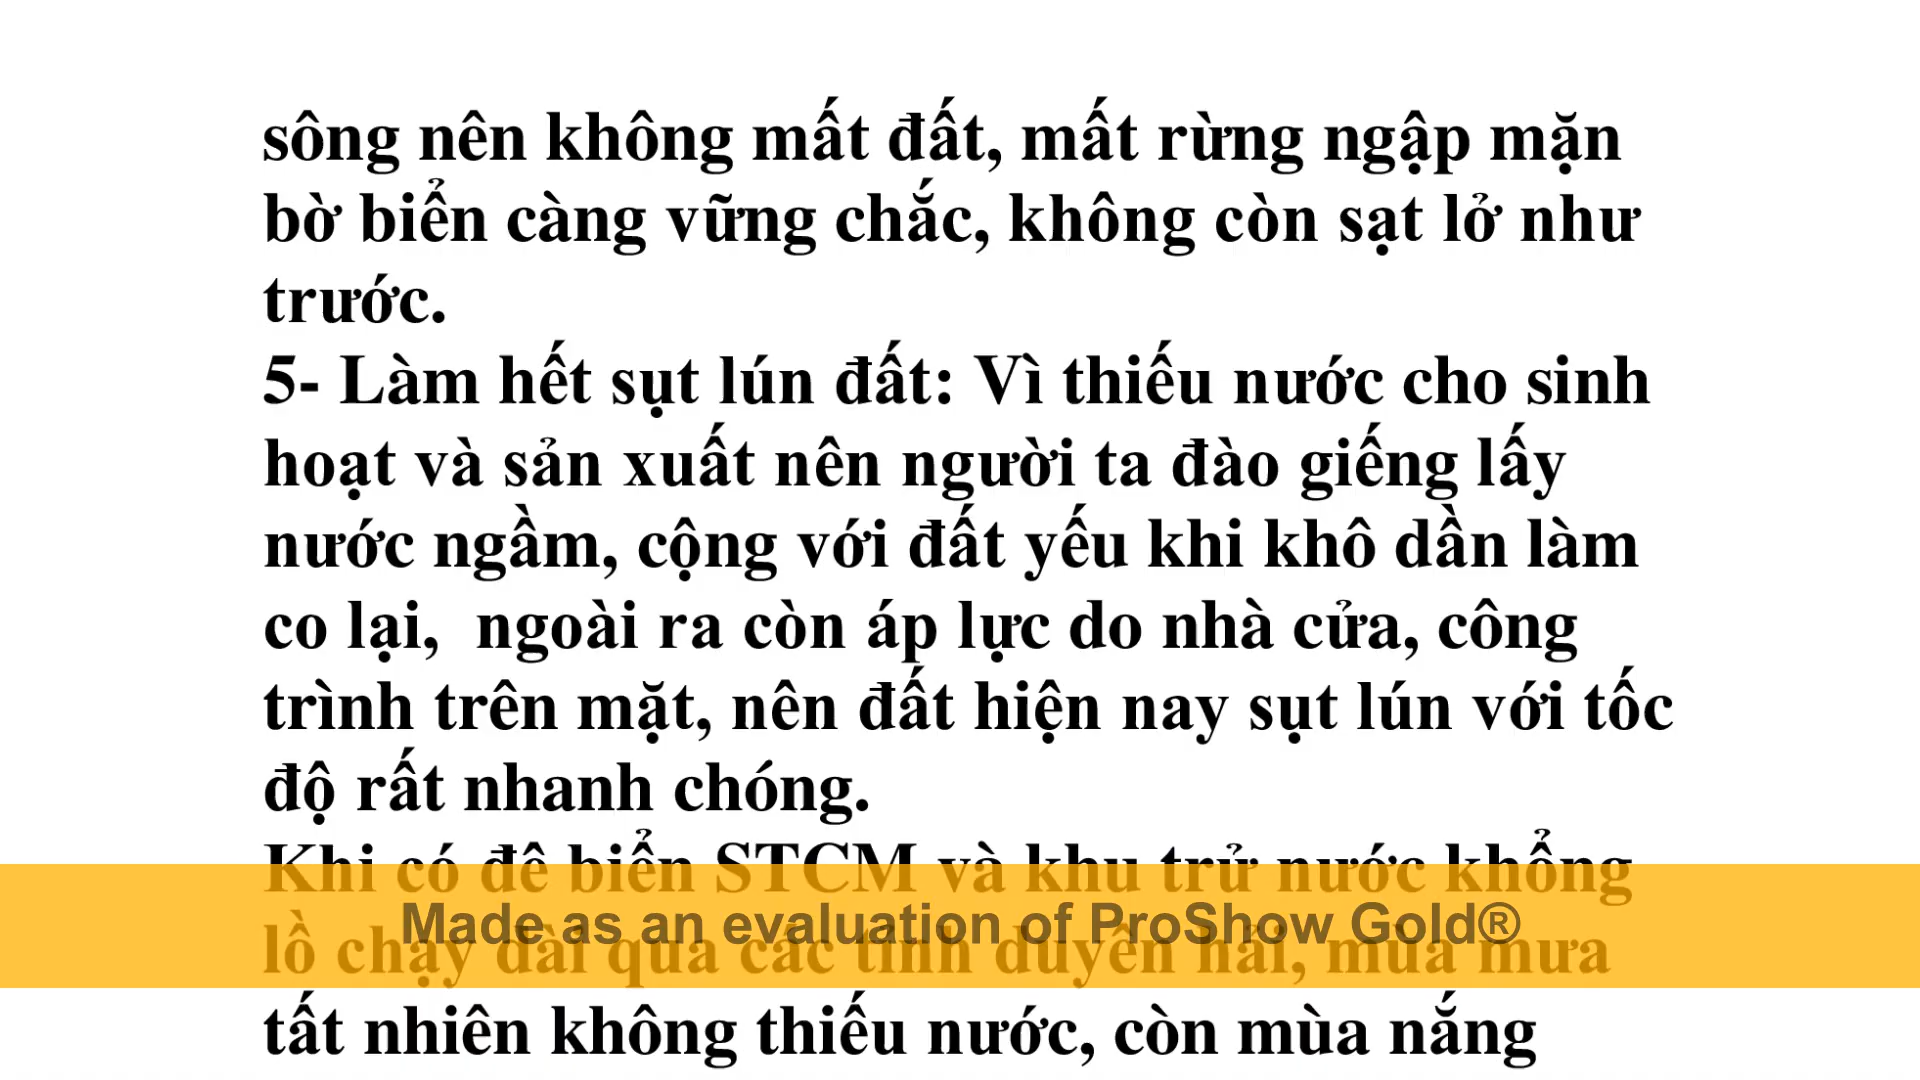 sông nên không mất đất, mất rừng ngập mặn
bờ biển càng vững chắc, không còn sạt lở như
trước.
5- Làm hết sụt lún đất: Vì thiếu nước cho sinh
hoạt và sản xuất nên người ta đào giếng lấy
nước ngầm, cộng với đất yếu khi khô dần làm
co lại,  ngoài ra còn áp lực do nhà cửa, công
trình trên mặt, nên đất hiện nay sụt lún với tốc
độ rất nhanh chóng.
Khi có đê biển STCM và khu trử nước khổng
Made as an evaluation of ProShow Gold®
lồ chạy dài qua các tỉnh duyên hải, mùa mưa
tất nhiên không thiếu nước, còn mùa nắng